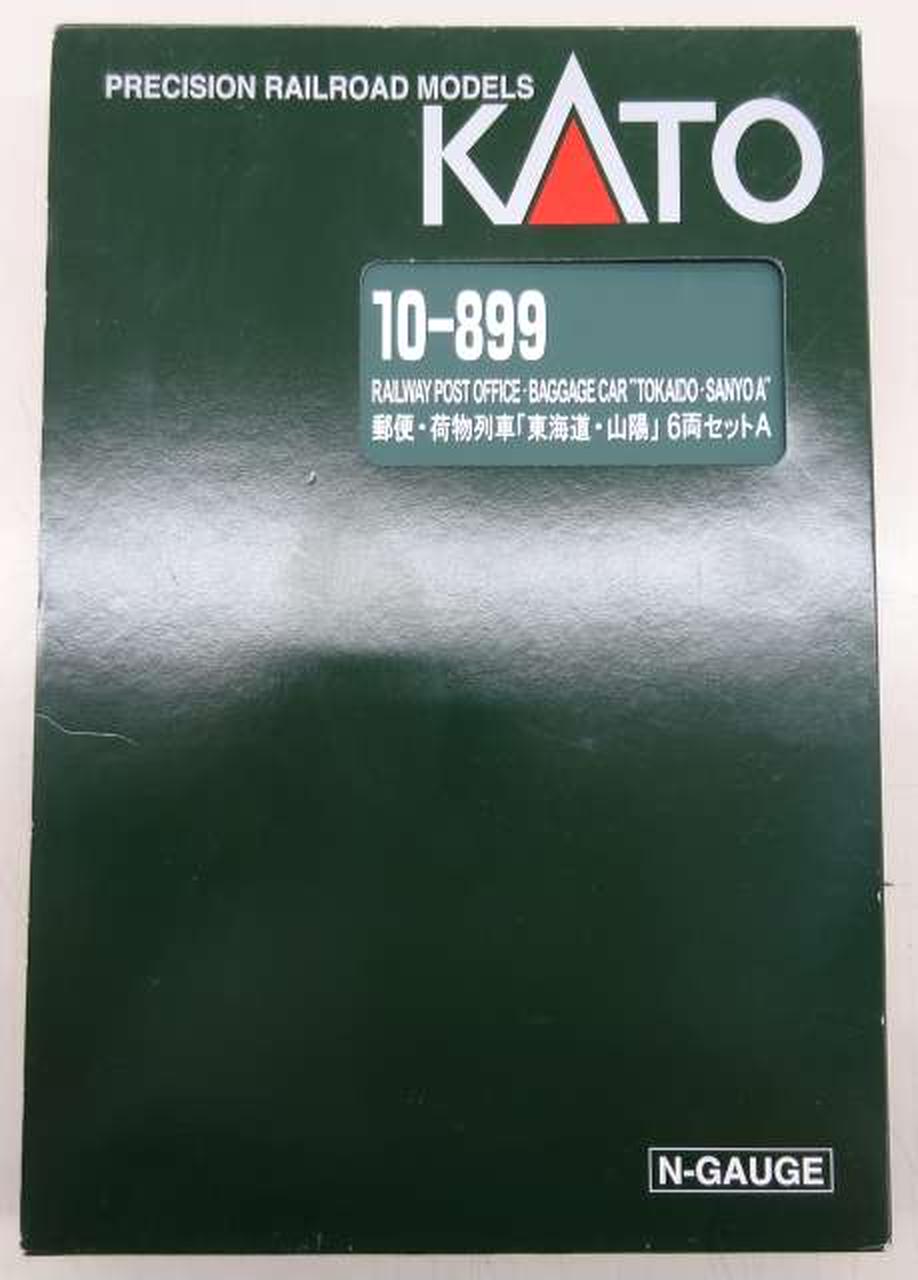 PRECISION RAILROAD MODELS
KATO
10-899
RAILWAY POST OFFICE·BAGGAGE CAR "TOKAIDO·SANYO A"
郵便・荷物列車「東海道・山陽」6両セットA
N-GAUGE